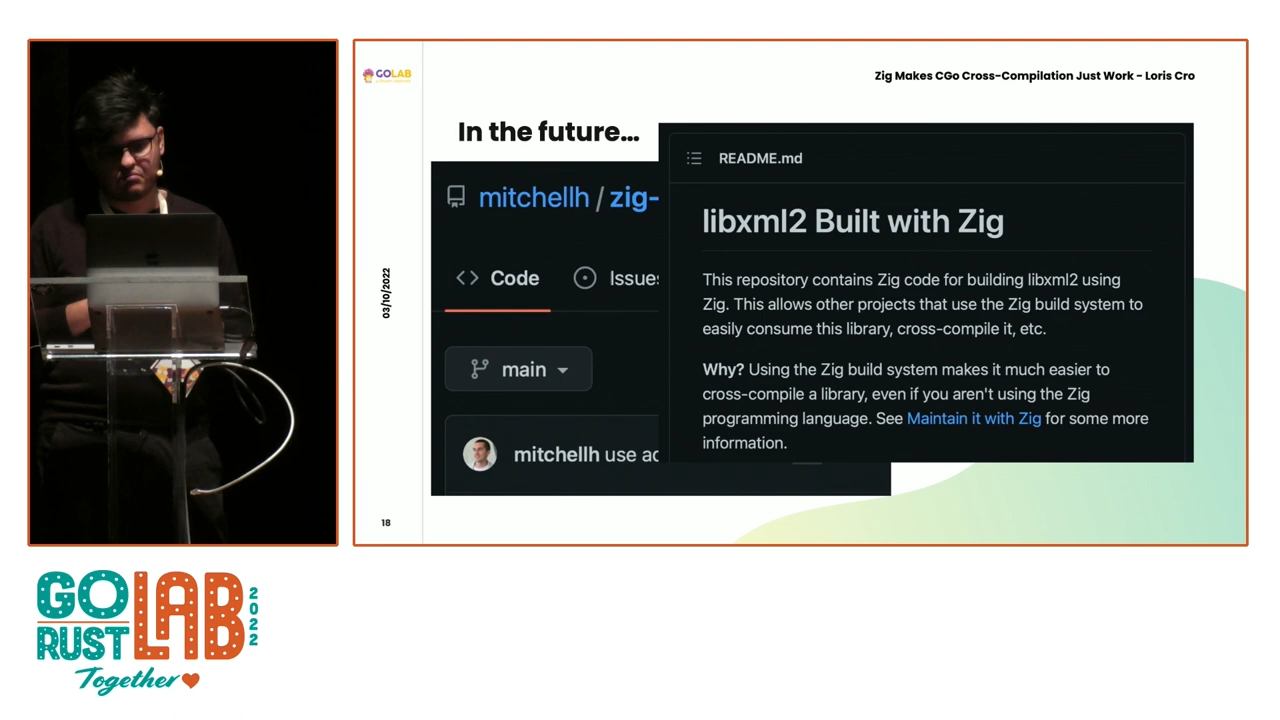 GOLAB
Zig Makes CGo Cross-Compilation Just Work - Loris Cro
In the future...
mitchellh / zig-
Code
Issues
main
mitchellh use ac
README.md
libxml2 Built with Zig
This repository contains Zig code for building libxml2 using
Zig. This allows other projects that use the Zig build system to
easily consume this library, cross-compile it, etc.
Why? Using the Zig build system makes it much easier to
cross-compile a library, even if you aren't using the Zig
programming language. See Maintain it with Zig for some more
information.
03/10/2022
18
GO LAB 2022
RUST
Together